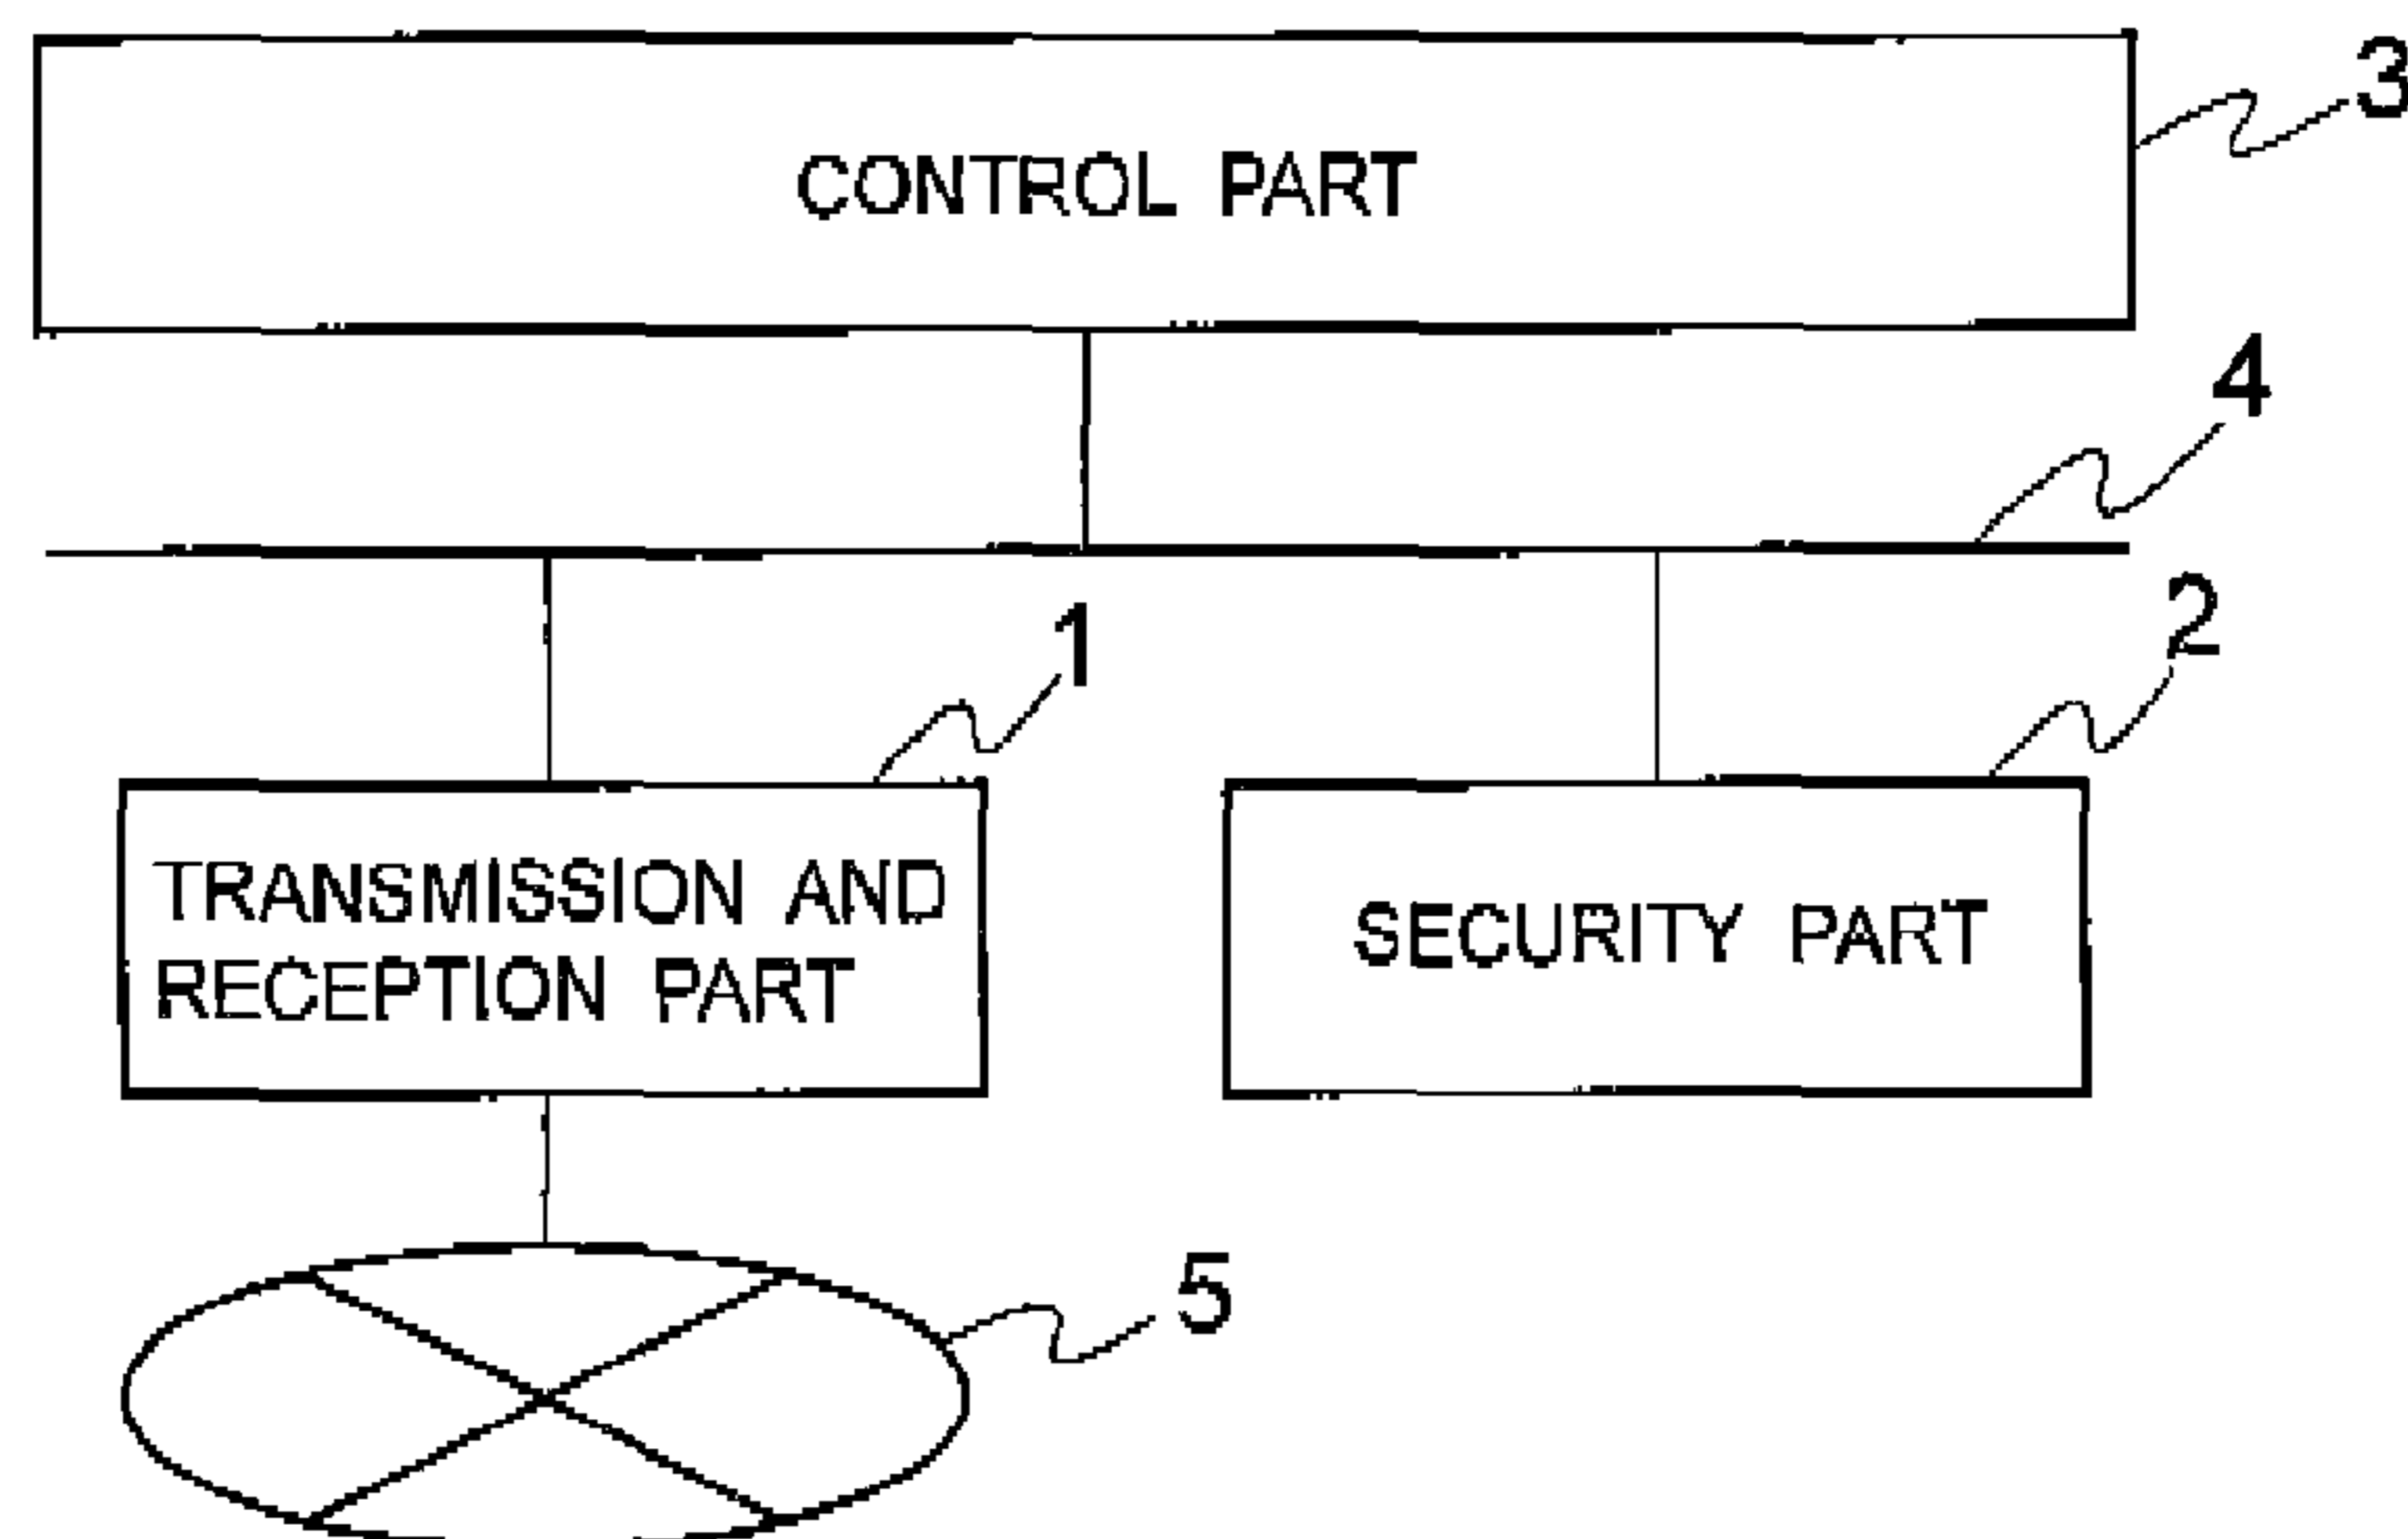 CONTROL PART
3
4
1
2
TRANSMISSION AND
RECEPTION PART
SECURITY PART
5